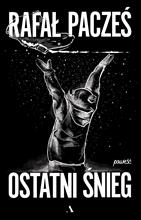 RAFAŁ PACZEŚ
powieść
OSTATNI ŚNIEG
A